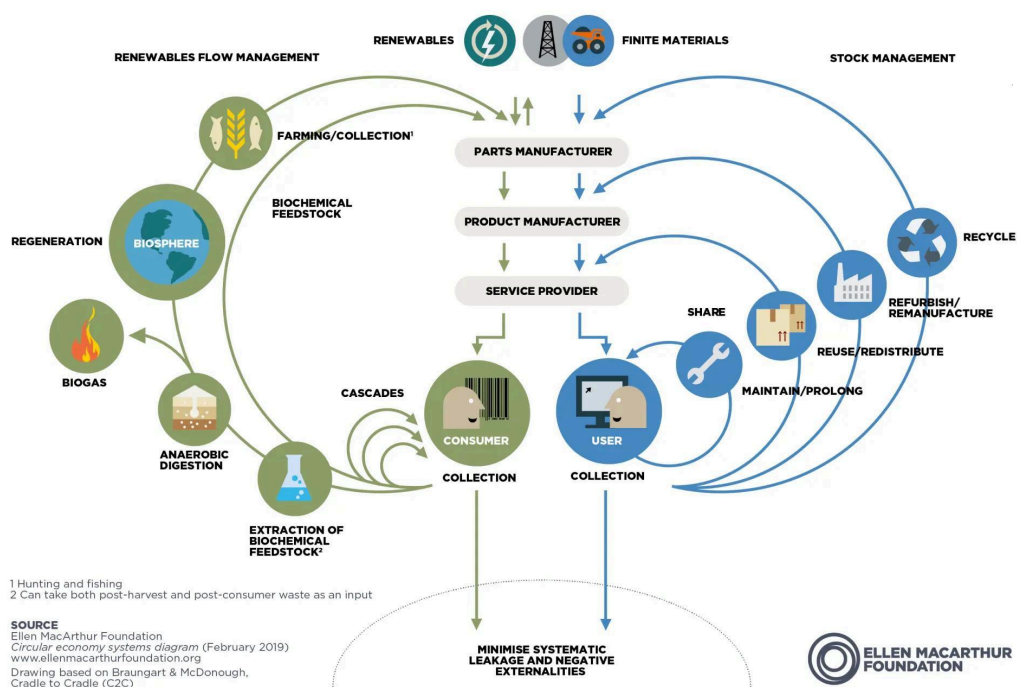 RENEWABLES
FINITE MATERIALS
RENEWABLES FLOW MANAGEMENT
STOCK MANAGEMENT
FARMING/COLLECTION¹
PARTS MANUFACTURER
BIOCHEMICAL
FEEDSTOCK
PRODUCT MANUFACTURER
REGENERATION
BIOSPHERE
RECYCLE
SERVICE PROVIDER
SHARE
REFURBISH/
REMANUFACTURE
REUSE/REDISTRIBUTE
BIOGAS
CASCADES
MAINTAIN/PROLONG
CONSUMER
USER
ANAEROBIC
DIGESTION
COLLECTION
COLLECTION
EXTRACTION OF
BIOCHEMICAL
FEEDSTOCK²
1 Hunting and fishing
2 Can take both post-harvest and post-consumer waste as an input
SOURCE
Ellen MacArthur Foundation
Circular economy systems diagram (February 2019)
www.ellenmacarthurfoundation.org
Drawing based on Braungart & McDonough,
Cradle to Cradle (C2C)
MINIMISE SYSTEMATIC
LEAKAGE AND NEGATIVE
EXTERNALITIES
ELLEN MACARTHUR
FOUNDATION